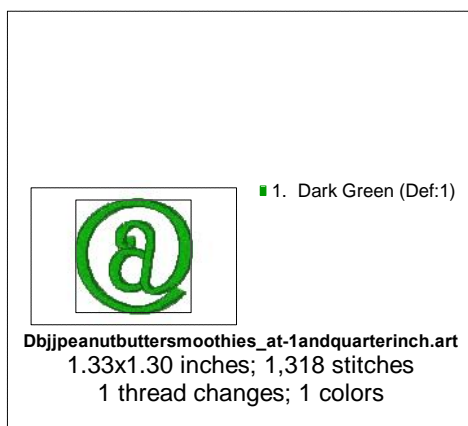 1. Dark Green (Def:1)
@
Dbjjpeanutbuttersmoothies_at-1andquarterinch.art
1.33x1.30 inches; 1,318 stitches
1 thread changes; 1 colors